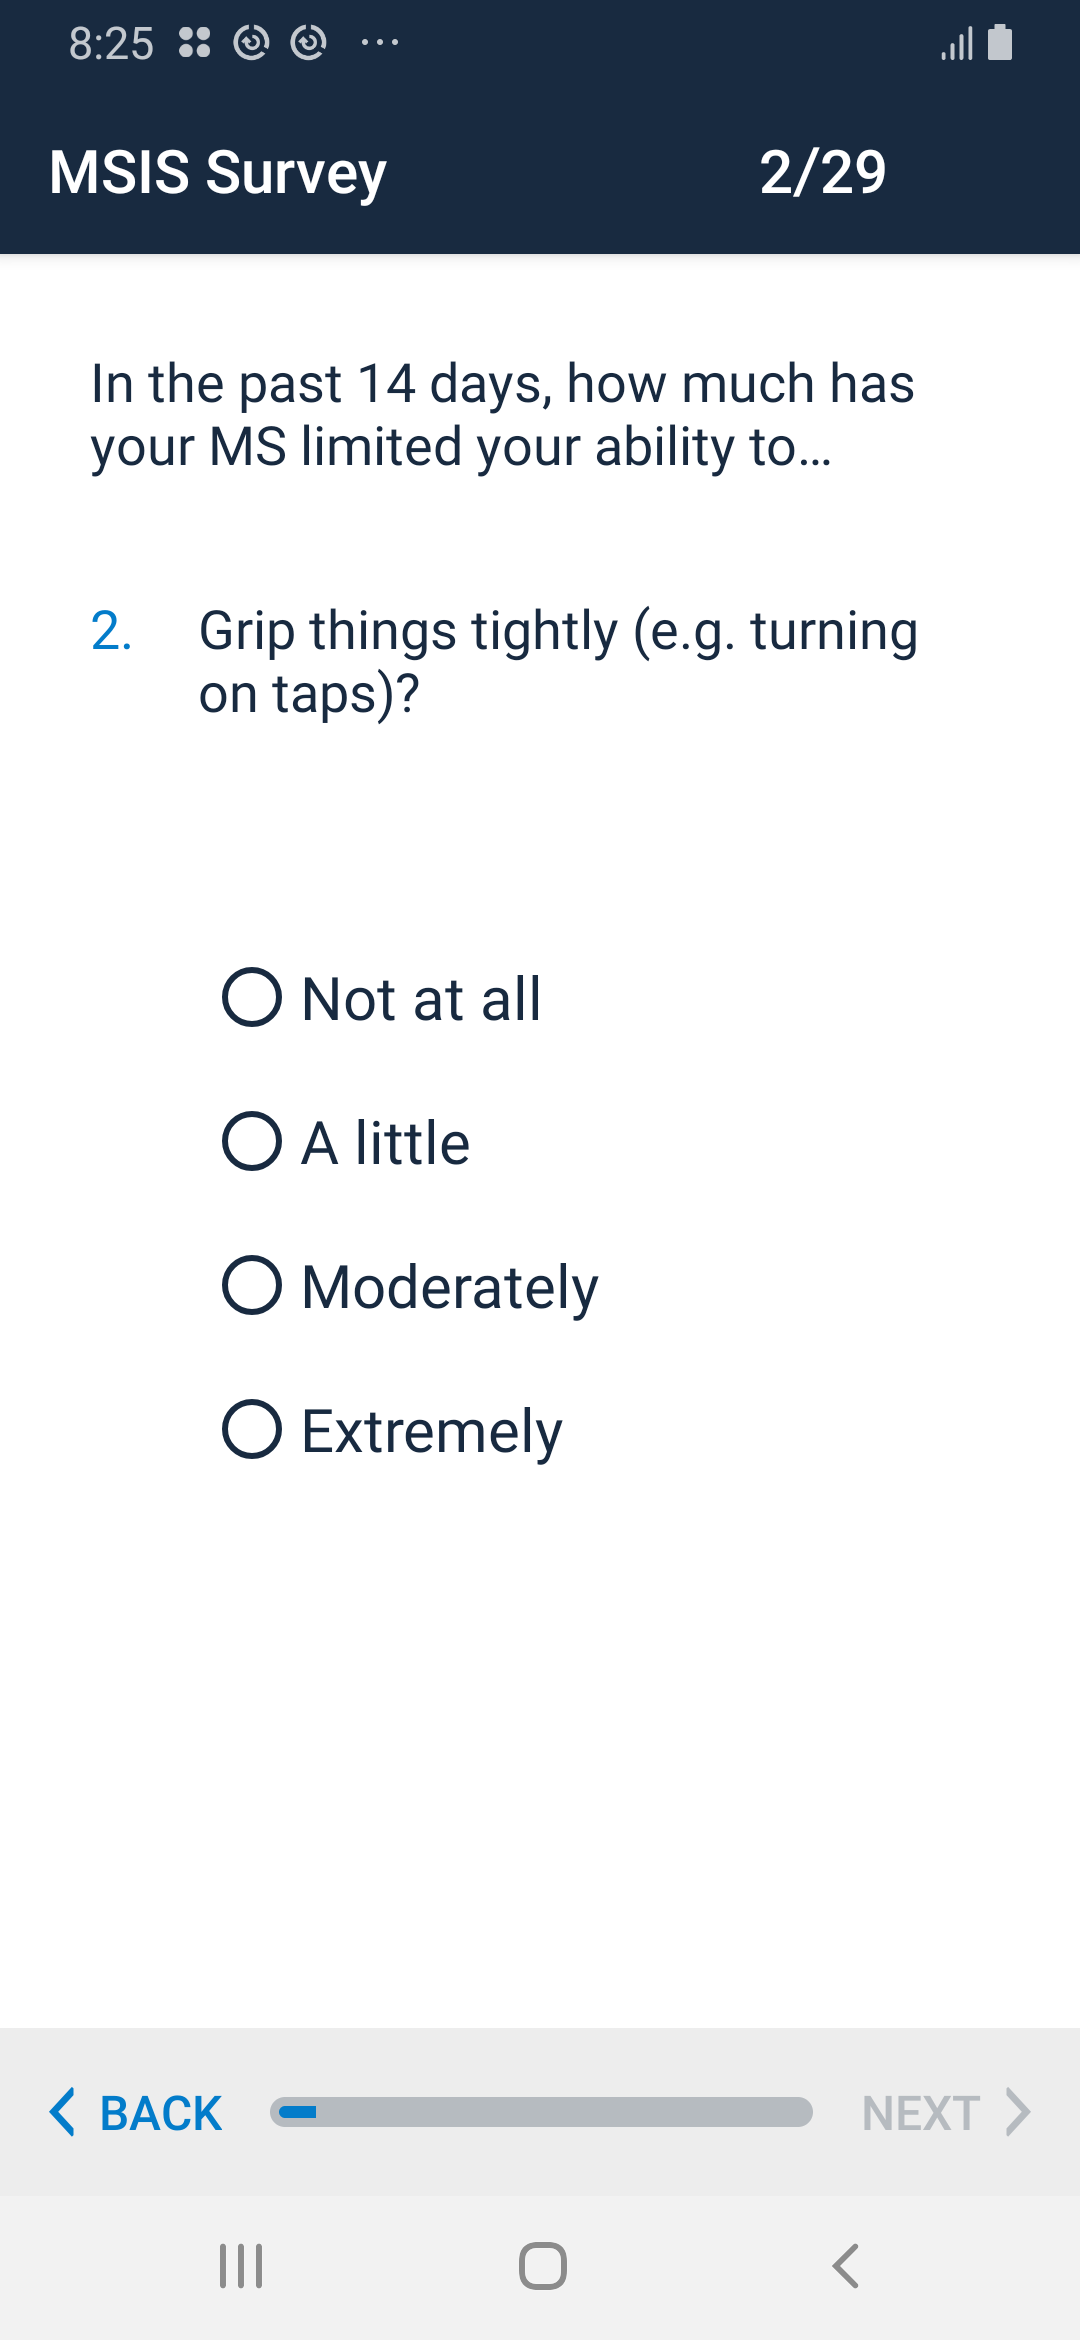 8:25
MSIS Survey 2/29
In the past 14 days, how much has
your MS limited your ability to...
2. Grip things tightly (e.g. turning
on taps)?
Not at all
A little
Moderately
Extremely
BACK NEXT